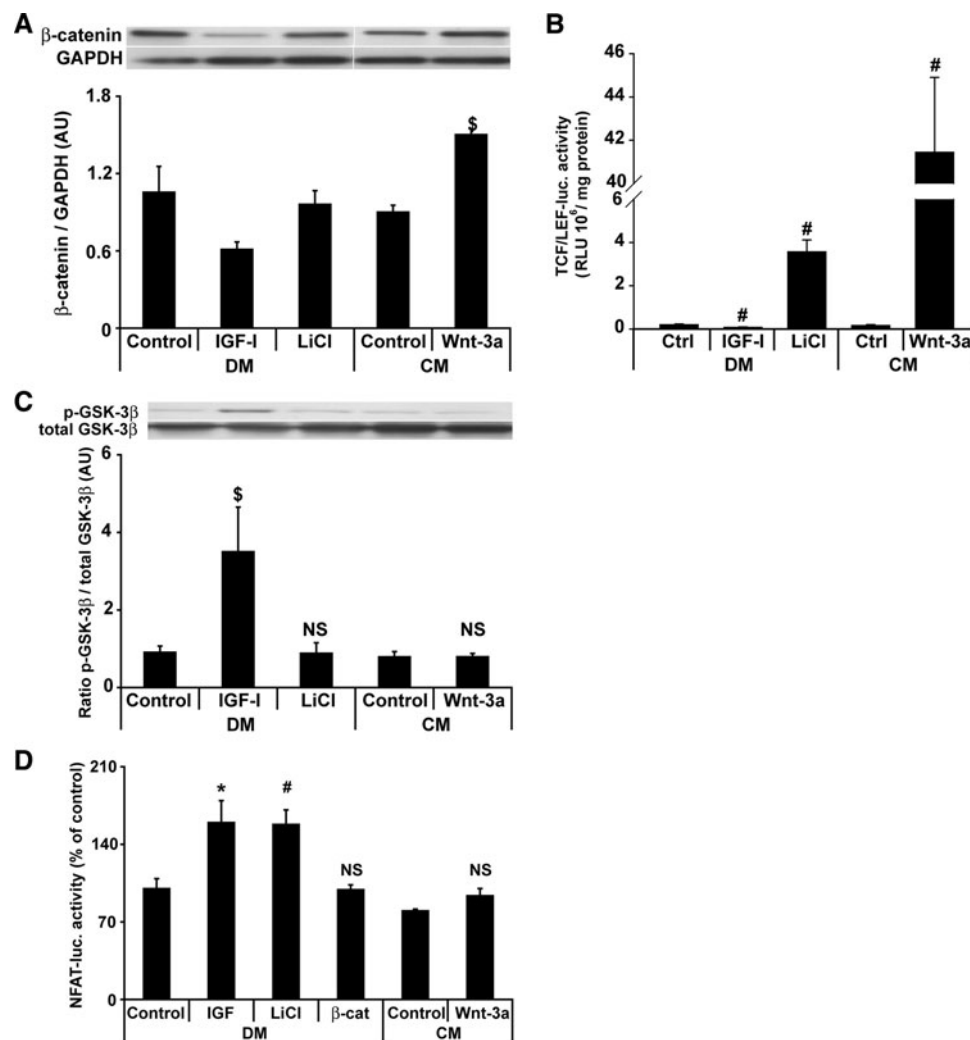 A
β-catenin
GAPDH
β-catenin / GAPDH (AU)
1.8
1.2
0.6
0
$
Control IGF-I LiCl Control Wnt-3a
DM CM
B
TCF/LEF-luc. activity
(RLU 10⁶/ mg protein)
46
44
42
40
6
4
2
0
# # #
Ctrl IGF-I LiCl Ctrl Wnt-3a
DM CM
C
p-GSK-3β
total GSK-3β
Ratio p-GSK-3β / total GSK-3β (AU)
6
4
2
0
$ NS NS
Control IGF-I LiCl Control Wnt-3a
DM CM
D
NFAT-luc. activity (% of control)
210
140
70
0
* # NS NS
Control IGF LiCl β-cat Control Wnt-3a
DM CM